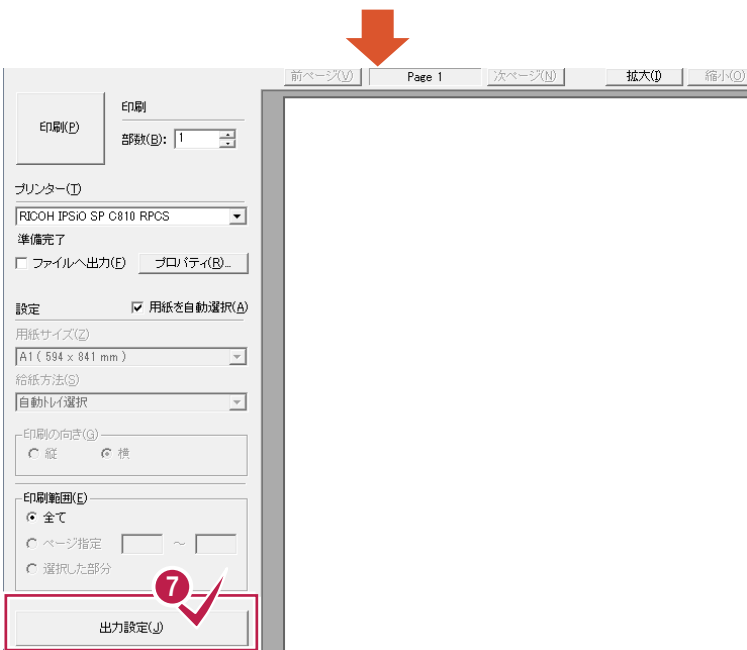 前ページ(V) Page 1 次ページ(N) 拡大(I) 縮小(O)
印刷(P)
印刷
部数(B): 1
プリンター(T)
RICOH IPSiO SP C810 RPCS
準備完了
ファイルへ出力(F) プロパティ(R)...
設定 用紙を自動選択(A)
用紙サイズ(Z)
A1 ( 594 x 841 mm )
給紙方法(S)
自動トレイ選択
印刷の向き(G)
縦 横
印刷範囲(E)
全て
ページ指定 ～
選択した部分
7
出力設定(J)